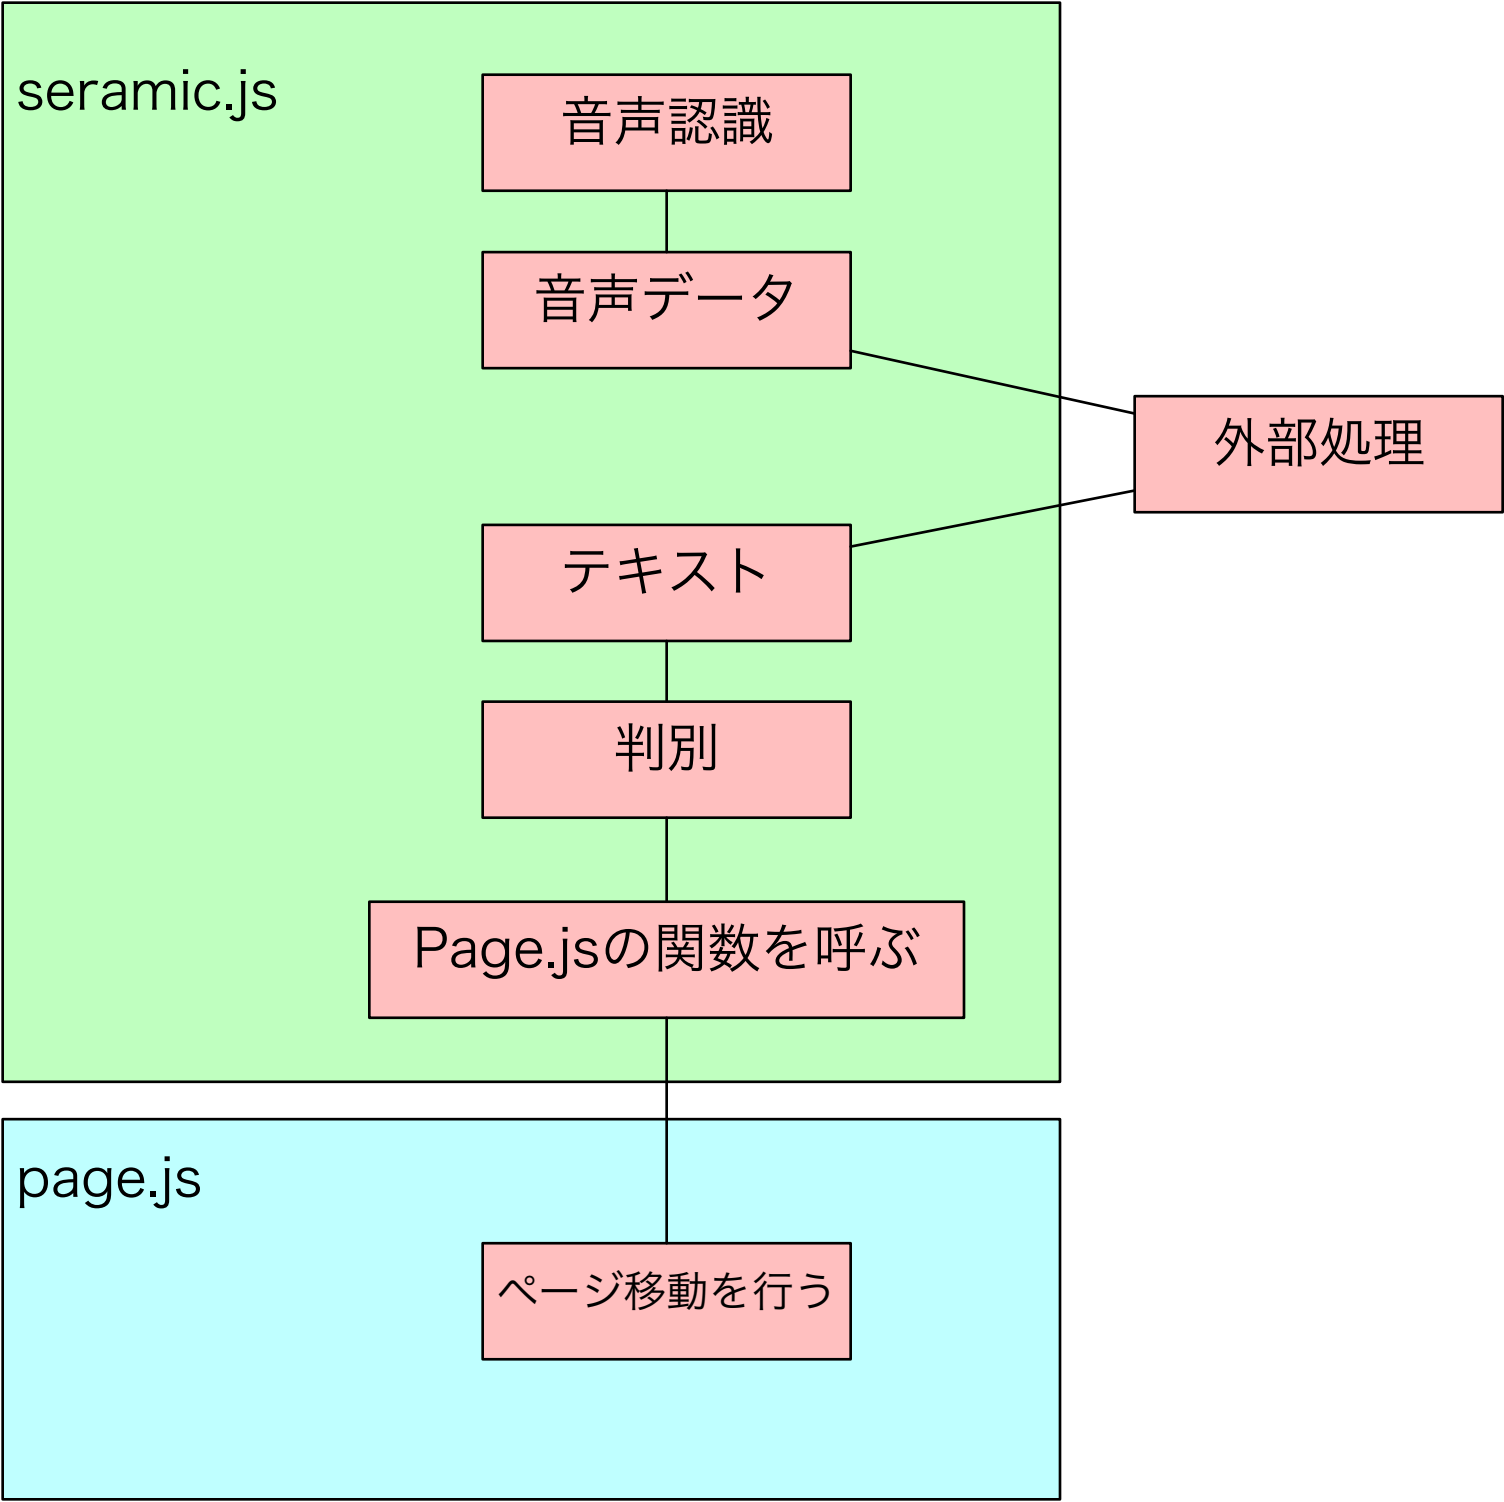 seramic.js
音声認識
音声データ
外部処理
テキスト
判別
Page.jsの関数を呼ぶ
page.js
ページ移動を行う